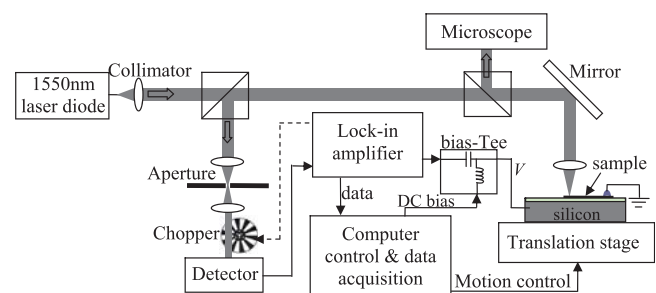 Microscope
1550nm
laser diode
Collimator
Mirror
Lock-in
amplifier
bias-Tee
Aperture
sample
V
data
DC bias
silicon
Chopper
Computer
control & data
acquisition
Translation stage
Detector
Motion control